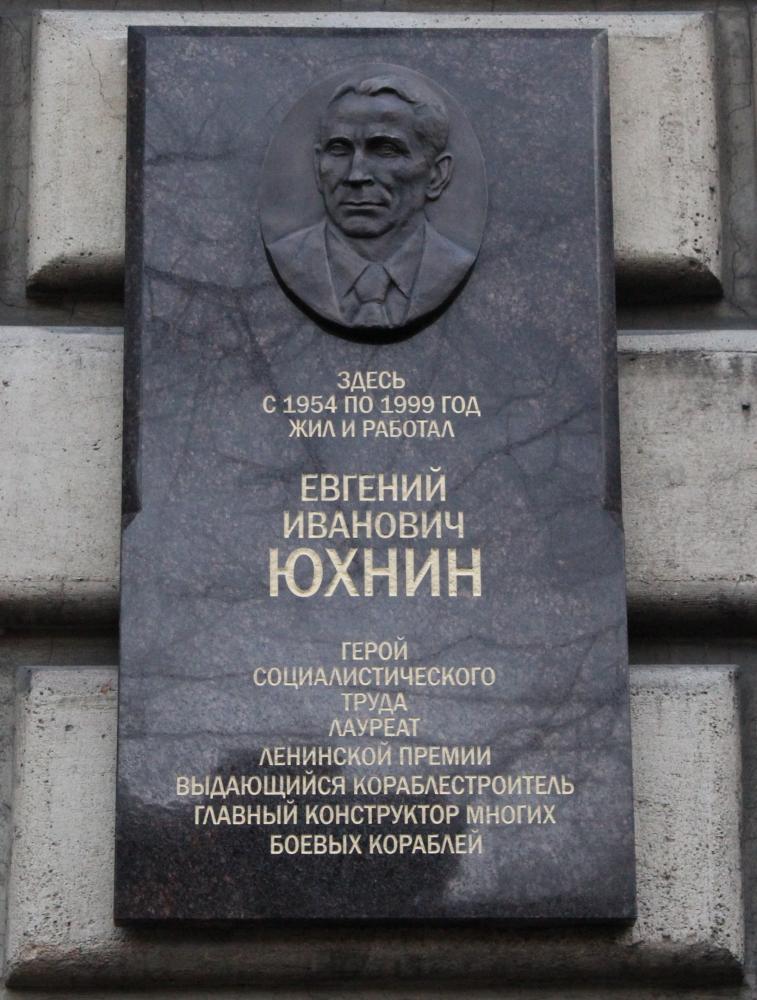 ЗДЕСЬ
С 1954 ПО 1999 ГОД
ЖИЛ И РАБОТАЛ
ЕВГЕНИЙ
ИВАНОВИЧ
ЮХНИН
ГЕРОЙ
СОЦИАЛИСТИЧЕСКОГО
ТРУДА
ЛАУРЕАТ
ЛЕНИНСКОЙ ПРЕМИИ
ВЫДАЮЩИЙСЯ КОРАБЛЕСТРОИТЕЛЬ
ГЛАВНЫЙ КОНСТРУКТОР МНОГИХ
БОЕВЫХ КОРАБЛЕЙ